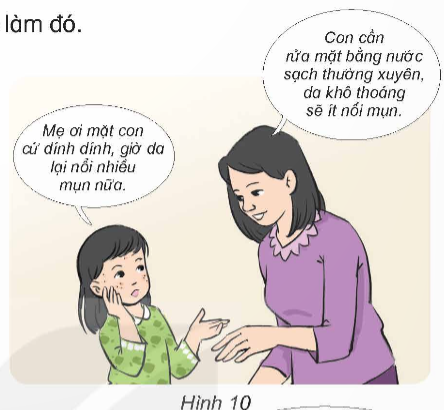 làm đó.
Con cần
rửa mặt bằng nước
sạch thường xuyên,
da khô thoáng
sẽ ít nổi mụn.
Mẹ ơi mặt con
cứ dính dính, giờ da
lại nổi nhiều
mụn nữa.
Hình 10